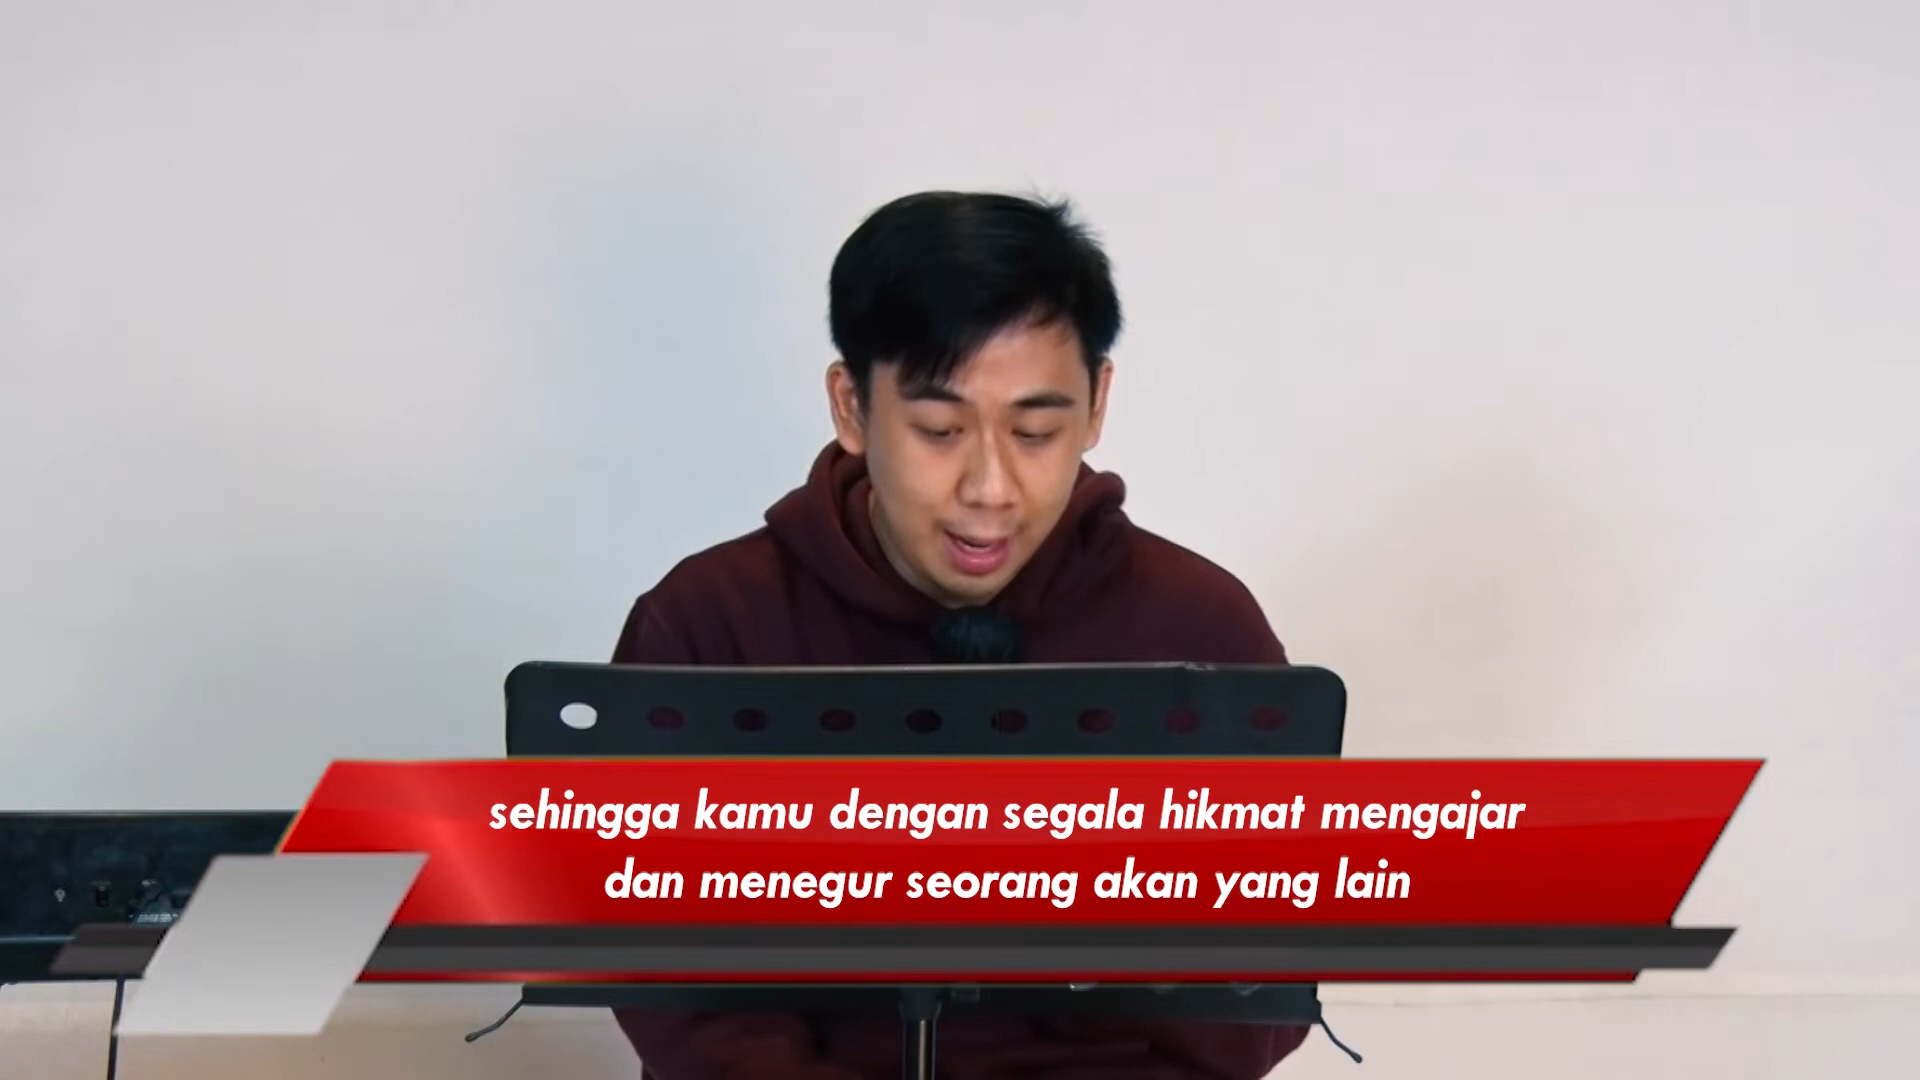 sehingga kamu dengan segala hikmat mengajar
dan menegur seorang akan yang lain